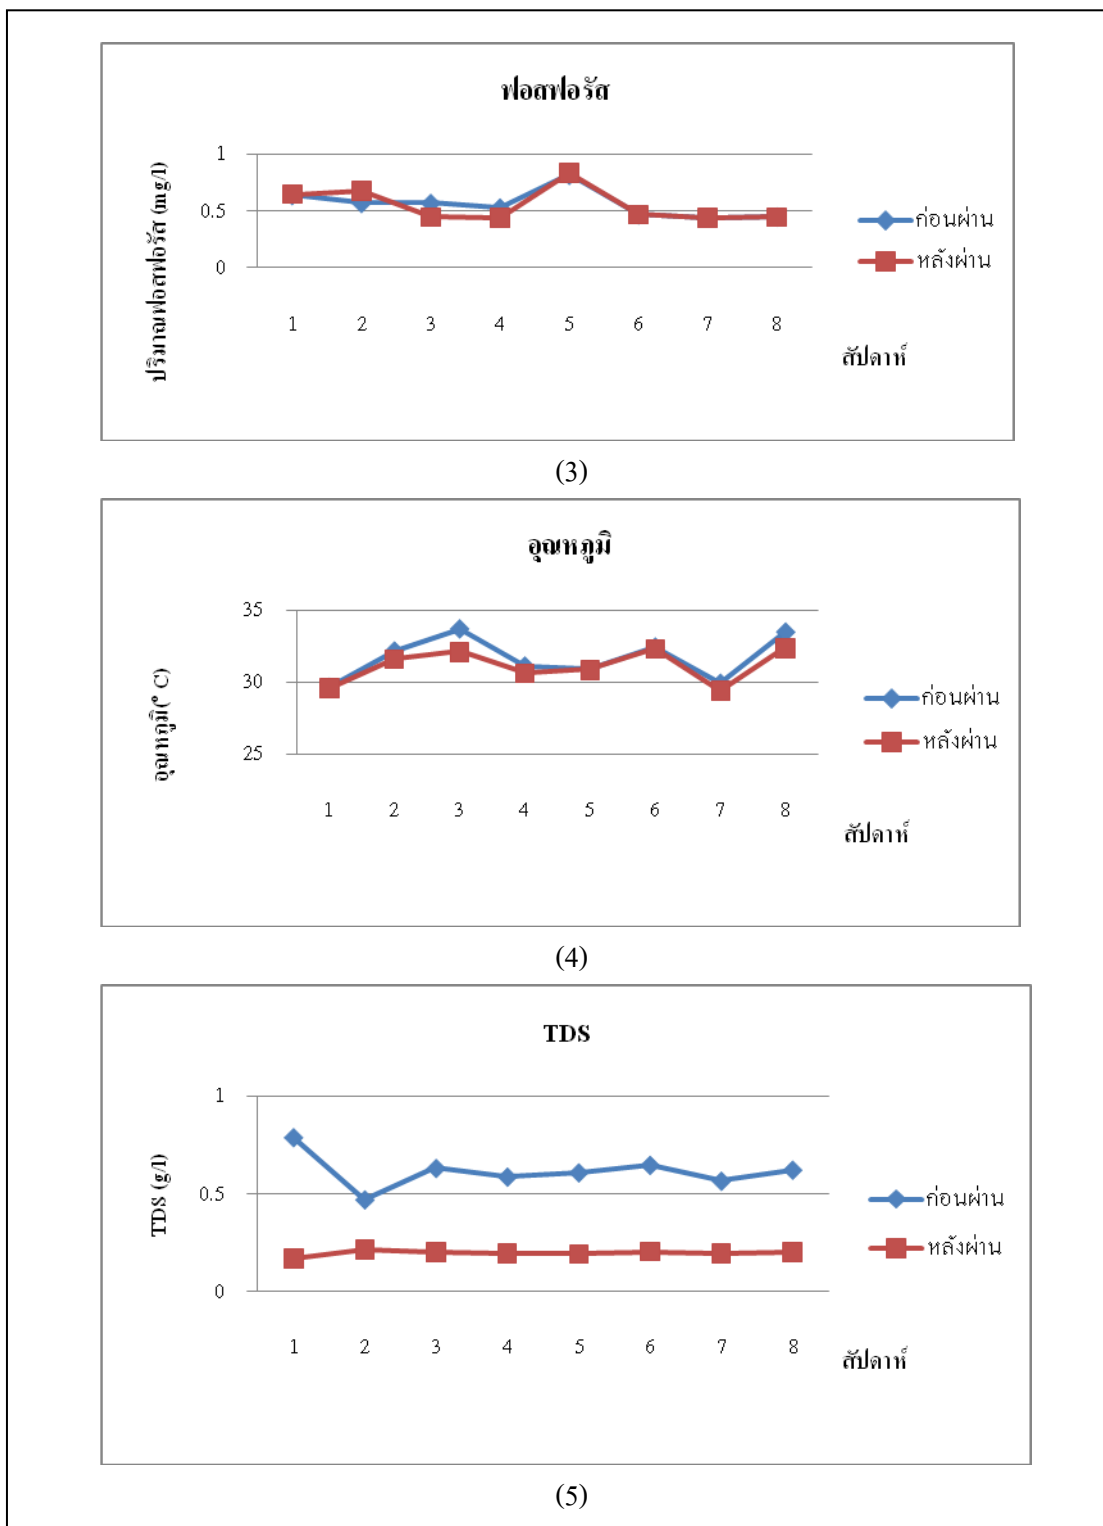 ฟอสฟอรัส
ปริมาณฟอสฟอรัส (mg/l)
1
0.5
0
1 2 3 4 5 6 7 8
สัปดาห์
ก่อนผ่าน
หลังผ่าน
(3)
อุณหภูมิ
อุณหภูมิ(° C)
35
30
25
1 2 3 4 5 6 7 8
สัปดาห์
ก่อนผ่าน
หลังผ่าน
(4)
TDS
TDS (g/l)
1
0.5
0
1 2 3 4 5 6 7 8
สัปดาห์
ก่อนผ่าน
หลังผ่าน
(5)